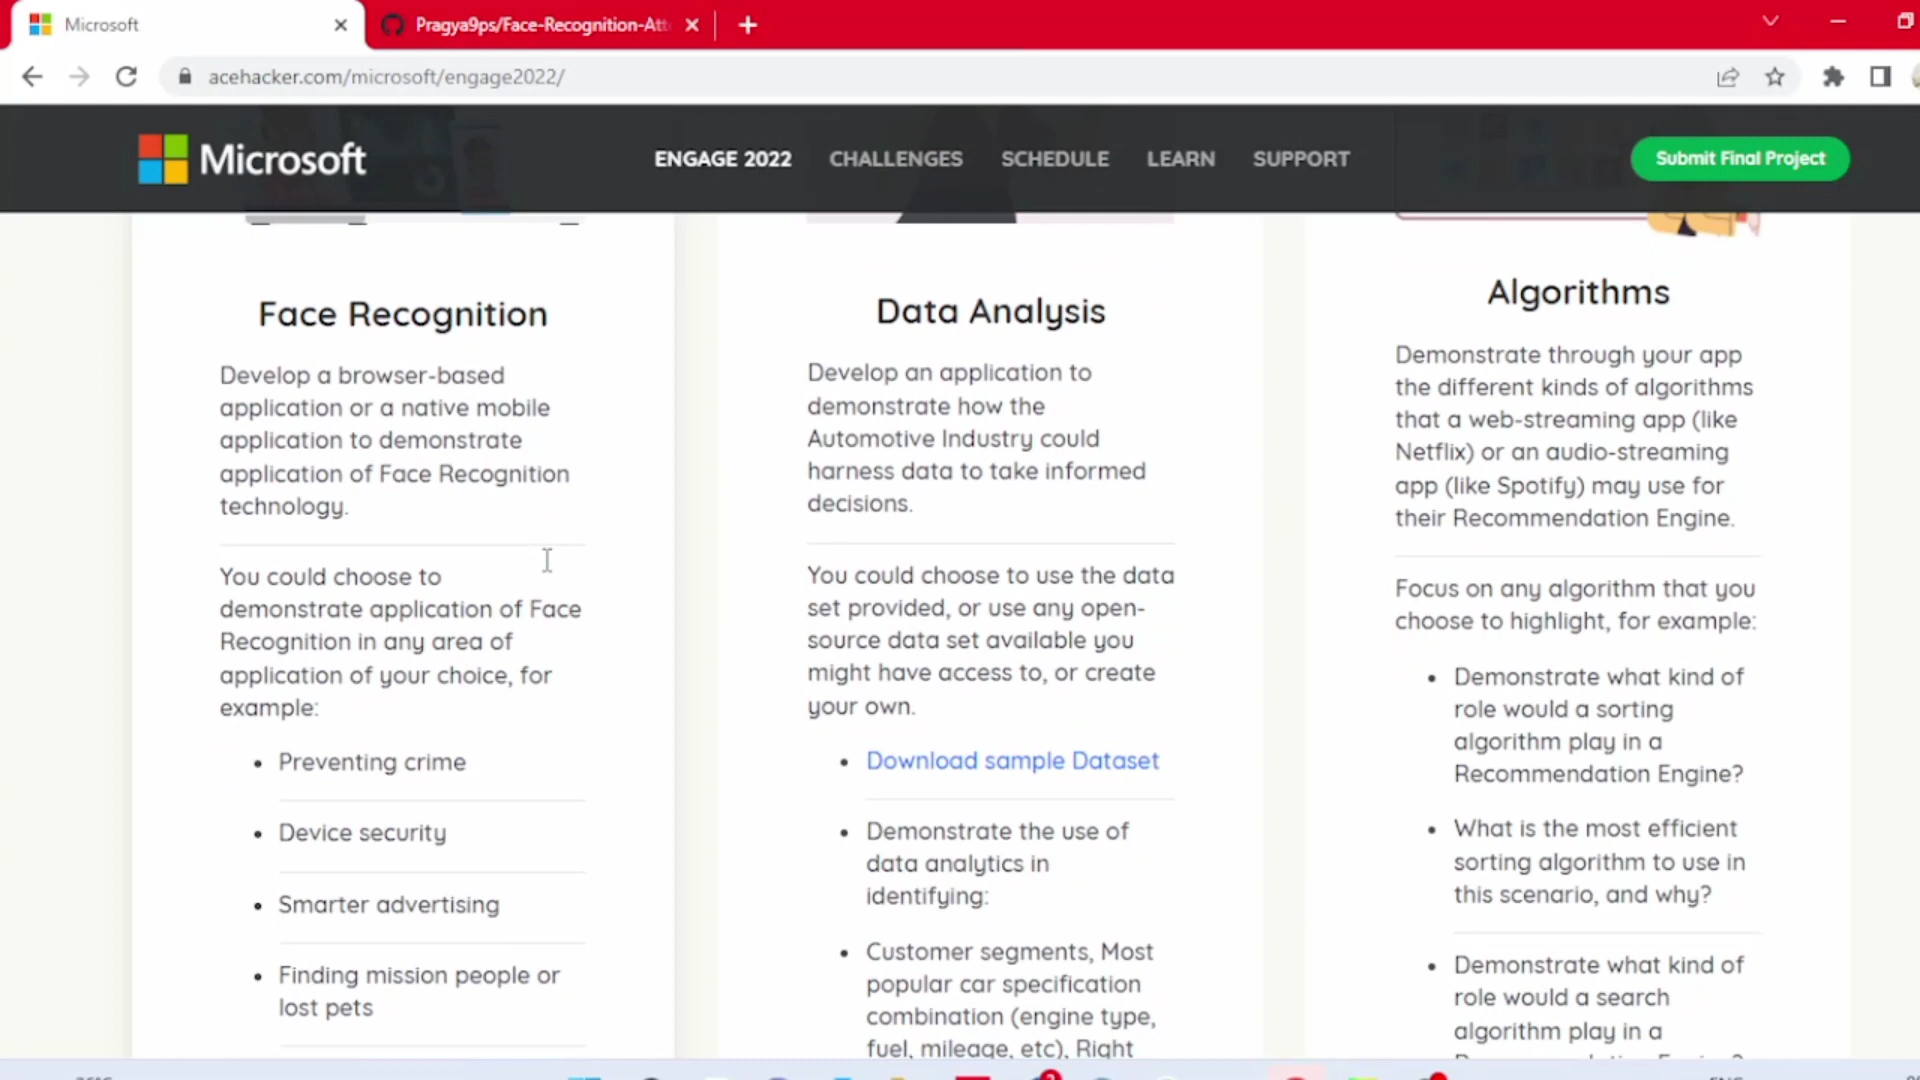 Microsoft
Pragya9ps/Face-Recognition-Att
acehacker.com/microsoft/engage2022/
Microsoft
ENGAGE 2022
CHALLENGES
SCHEDULE
LEARN
SUPPORT
Submit Final Project
Face Recognition
Develop a browser-based
application or a native mobile
application to demonstrate
application of Face Recognition
technology.
You could choose to
demonstrate application of Face
Recognition in any area of
application of your choice, for
example:
• Preventing crime
• Device security
• Smarter advertising
• Finding mission people or
lost pets
Data Analysis
Develop an application to
demonstrate how the
Automotive Industry could
harness data to take informed
decisions.
You could choose to use the data
set provided, or use any open-
source data set available you
might have access to, or create
your own.
• Download sample Dataset
• Demonstrate the use of
data analytics in
identifying:
• Customer segments, Most
popular car specification
combination (engine type,
fuel, mileage, etc), Right
Algorithms
Demonstrate through your app
the different kinds of algorithms
that a web-streaming app (like
Netflix) or an audio-streaming
app (like Spotify) may use for
their Recommendation Engine.
Focus on any algorithm that you
choose to highlight, for example:
• Demonstrate what kind of
role would a sorting
algorithm play in a
Recommendation Engine?
• What is the most efficient
sorting algorithm to use in
this scenario, and why?
• Demonstrate what kind of
role would a search
algorithm play in a